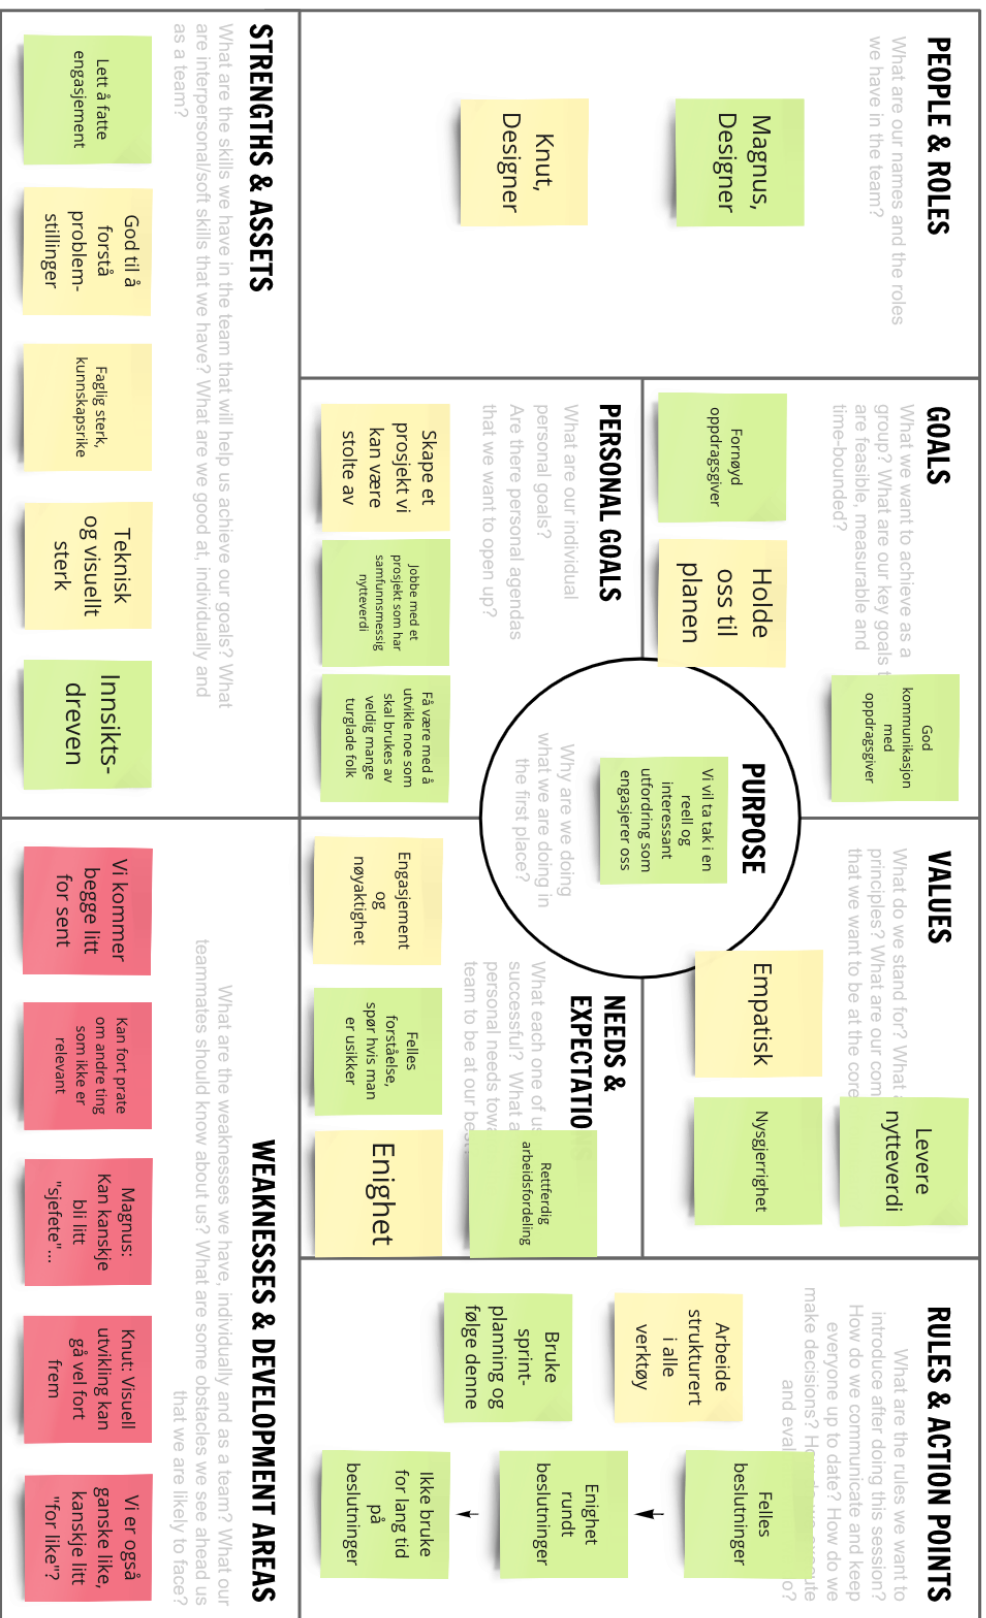 PEOPLE & ROLES
What are our names and the roles
we have in the team?
Magnus,
Designer
Knut,
Designer
GOALS
What we want to achieve as a
group? What are our key goals t
are feasible, measurable and
time-bounded?
God
kommunikasjon
med
oppdragsgiver
Fornøyd
oppdragsgiver
Holde
oss til
planen
PERSONAL GOALS
What are our individual
personal goals?
Are there personal agendas
that we want to open up?
Skape et
prosjekt vi
kan være
stolte av
Jobbe med et
prosjekt som har
samfunnsmessig
nytteverdi
Få være med å
utvikle noe som
skal brukes av
veldig mange
turglade folk
PURPOSE
Vi vil ta tak i en
reell og
interessant
utfordring som
engasjerer oss
Why are we doing
what we are doing in
the first place?
VALUES
What do we stand for? What
principles? What are our com
that we want to be at the core
Levere
nytteverdi
Empatisk
Nysgjerrighet
NEEDS &
EXPECTATIO
What each one of us
successful? What a
personal needs towa
team to be at our bes
Rettferdig
arbeidsfordeling
Engasjement
og
nøyaktighet
Felles
forståelse,
spør hvis man
er usikker
Enighet
RULES & ACTION POINTS
What are the rules we want to
introduce after doing this session?
How do we communicate and keep
everyone up to date? How do we
make decisions? How do we execute
and eval
o?
Arbeide
strukturert
i alle
verktøy
Bruke
sprint-
planning og
følge denne
Felles
beslutninger
Enighet
rundt
beslutninger
Ikke bruke
for lang tid
på
beslutninger
STRENGTHS & ASSETS
What are the skills we have in the team that will help us achieve our goals? What
are interpersonal/soft skills that we have? What are we good at, individually and
as a team?
Lett å fatte
engasjement
God til å
forstå
problem-
stillinger
Faglig sterk,
kunnskapsrike
Teknisk
og visuellt
sterk
Innsikts-
dreven
WEAKNESSES & DEVELOPMENT AREAS
What are the weaknesses we have, individually and as a team? What our
teammates should know about us? What are some obstacles we see ahead us
that we are likely to face?
Vi kommer
begge litt
for sent
Kan fort prate
om andre ting
som ikke er
relevant
Magnus:
Kan kanskje
bli litt
"sjefete"...
Knut: Visuell
utvikling kan
gå vel fort
frem
Vi er også
ganske like,
kanskje litt
"for like"?